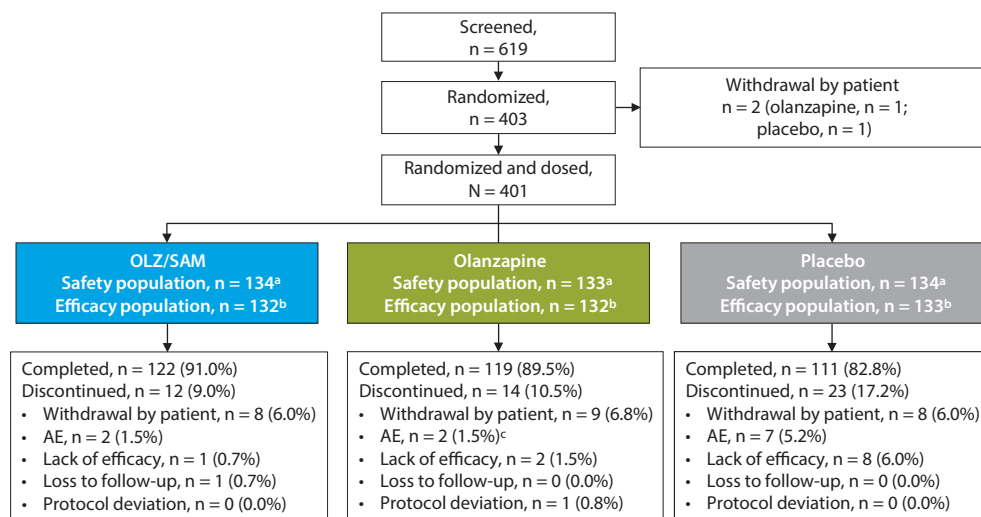 Screened,
n = 619
Randomized,
n = 403
Withdrawal by patient
n = 2 (olanzapine, n = 1;
placebo, n = 1)
Randomized and dosed,
N = 401
OLZ/SAM
Safety population, n = 134ᵃ
Efficacy population, n = 132ᵇ
Olanzapine
Safety population, n = 133ᵃ
Efficacy population, n = 132ᵇ
Placebo
Safety population, n = 134ᵃ
Efficacy population, n = 133ᵇ
Completed, n = 122 (91.0%)
Discontinued, n = 12 (9.0%)
• Withdrawal by patient, n = 8 (6.0%)
• AE, n = 2 (1.5%)
• Lack of efficacy, n = 1 (0.7%)
• Loss to follow-up, n = 1 (0.7%)
• Protocol deviation, n = 0 (0.0%)
Completed, n = 119 (89.5%)
Discontinued, n = 14 (10.5%)
• Withdrawal by patient, n = 9 (6.8%)
• AE, n = 2 (1.5%)ᶜ
• Lack of efficacy, n = 2 (1.5%)
• Loss to follow-up, n = 0 (0.0%)
• Protocol deviation, n = 1 (0.8%)
Completed, n = 111 (82.8%)
Discontinued, n = 23 (17.2%)
• Withdrawal by patient, n = 8 (6.0%)
• AE, n = 7 (5.2%)
• Lack of efficacy, n = 8 (6.0%)
• Loss to follow-up, n = 0 (0.0%)
• Protocol deviation, n = 0 (0.0%)